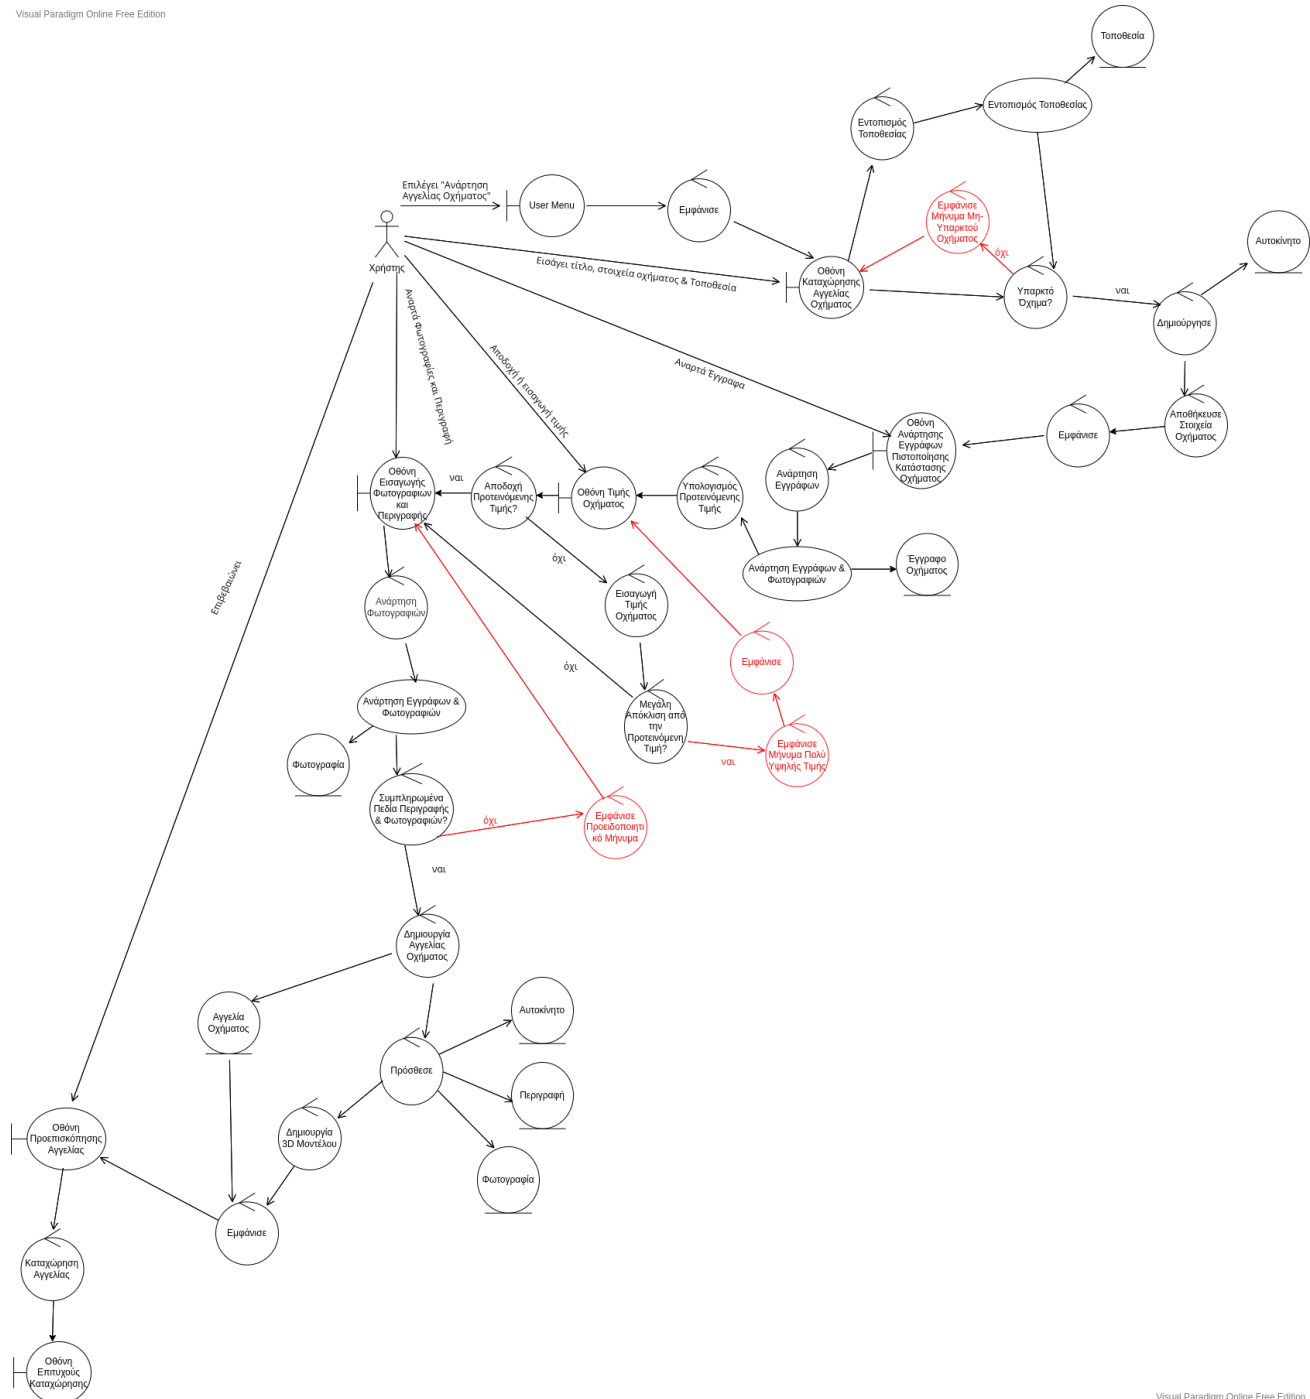 Visual Paradigm Online Free Edition
Τοποθεσία
Εντοπισμός Τοποθεσίας
Εντοπισμός
Τοποθεσίας
Επιλέγει "Ανάρτηση
Αγγελίας Οχήματος"
User Menu
Εμφάνισε
Εμφάνισε
Μήνυμα Μη-
Υπαρκτού
Οχήματος
όχι
Αυτοκίνητο
Χρήστης
Εισάγει τίτλο, στοιχεία οχήματος & Τοποθεσία
Οθόνη
Καταχώρησης
Αγγελίας
Οχήματος
Υπαρκτό
Όχημα?
ναι
Δημιούργησε
Αναρτά Φωτογραφίες και Περιγραφή
Αποδοχή ή εισαγωγή τιμής
Αναρτά Έγγραφα
Αποθήκευσε
Στοιχεία
Οχήματος
Εμφάνισε
Οθόνη
Ανάρτησης
Εγγράφων
Πιστοποίησης
Κατάστασης
Οχήματος
Ανάρτηση
Εγγράφων
Υπολογισμός
Προτεινόμενης
Τιμής
Οθόνη Τιμής
Οχήματος
Αποδοχή
Προτεινόμενης
Τιμής?
ναι
Οθόνη
Εισαγωγής
Φωτογραφιων
και
Περιγραφής
όχι
Ανάρτηση Εγγράφων &
Φωτογραφιών
Έγγραφο
Οχήματος
Επιβεβαιώνει
Ανάρτηση
Φωτογραφιών
Εισαγωγή
Τιμής
Οχήματος
Εμφάνισε
όχι
Ανάρτηση Εγγράφων &
Φωτογραφιών
Μεγάλη
Απόκλιση από
την
Προτεινόμενη
Τιμή?
ναι
Εμφάνισε
Μήνυμα Πολύ
Υψηλής Τιμής
Φωτογραφία
Συμπληρωμένα
Πεδία Περιγραφής
& Φωτογραφιών?
όχι
Εμφάνισε
Προειδοποιητι
κό Μήνυμα
ναι
Δημιουργία
Αγγελίας
Οχήματος
Αγγελία
Οχήματος
Αυτοκίνητο
Πρόσθεσε
Περιγραφή
Δημιουργία
3D Μοντέλου
Φωτογραφία
Οθόνη
Προεπισκόπησης
Αγγελίας
Εμφάνισε
Καταχώρηση
Αγγελίας
Οθόνη
Επιτυχούς
Καταχώρησης
Visual Paradigm Online Free Edition